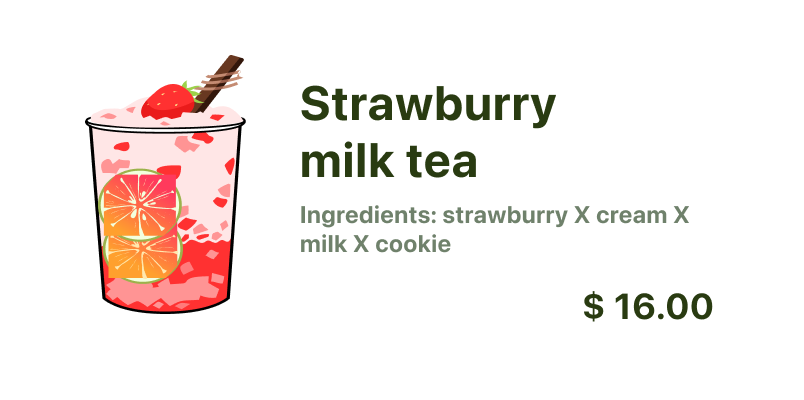 Strawburry
milk tea
Ingredients: strawburry X cream X
milk X cookie
$ 16.00